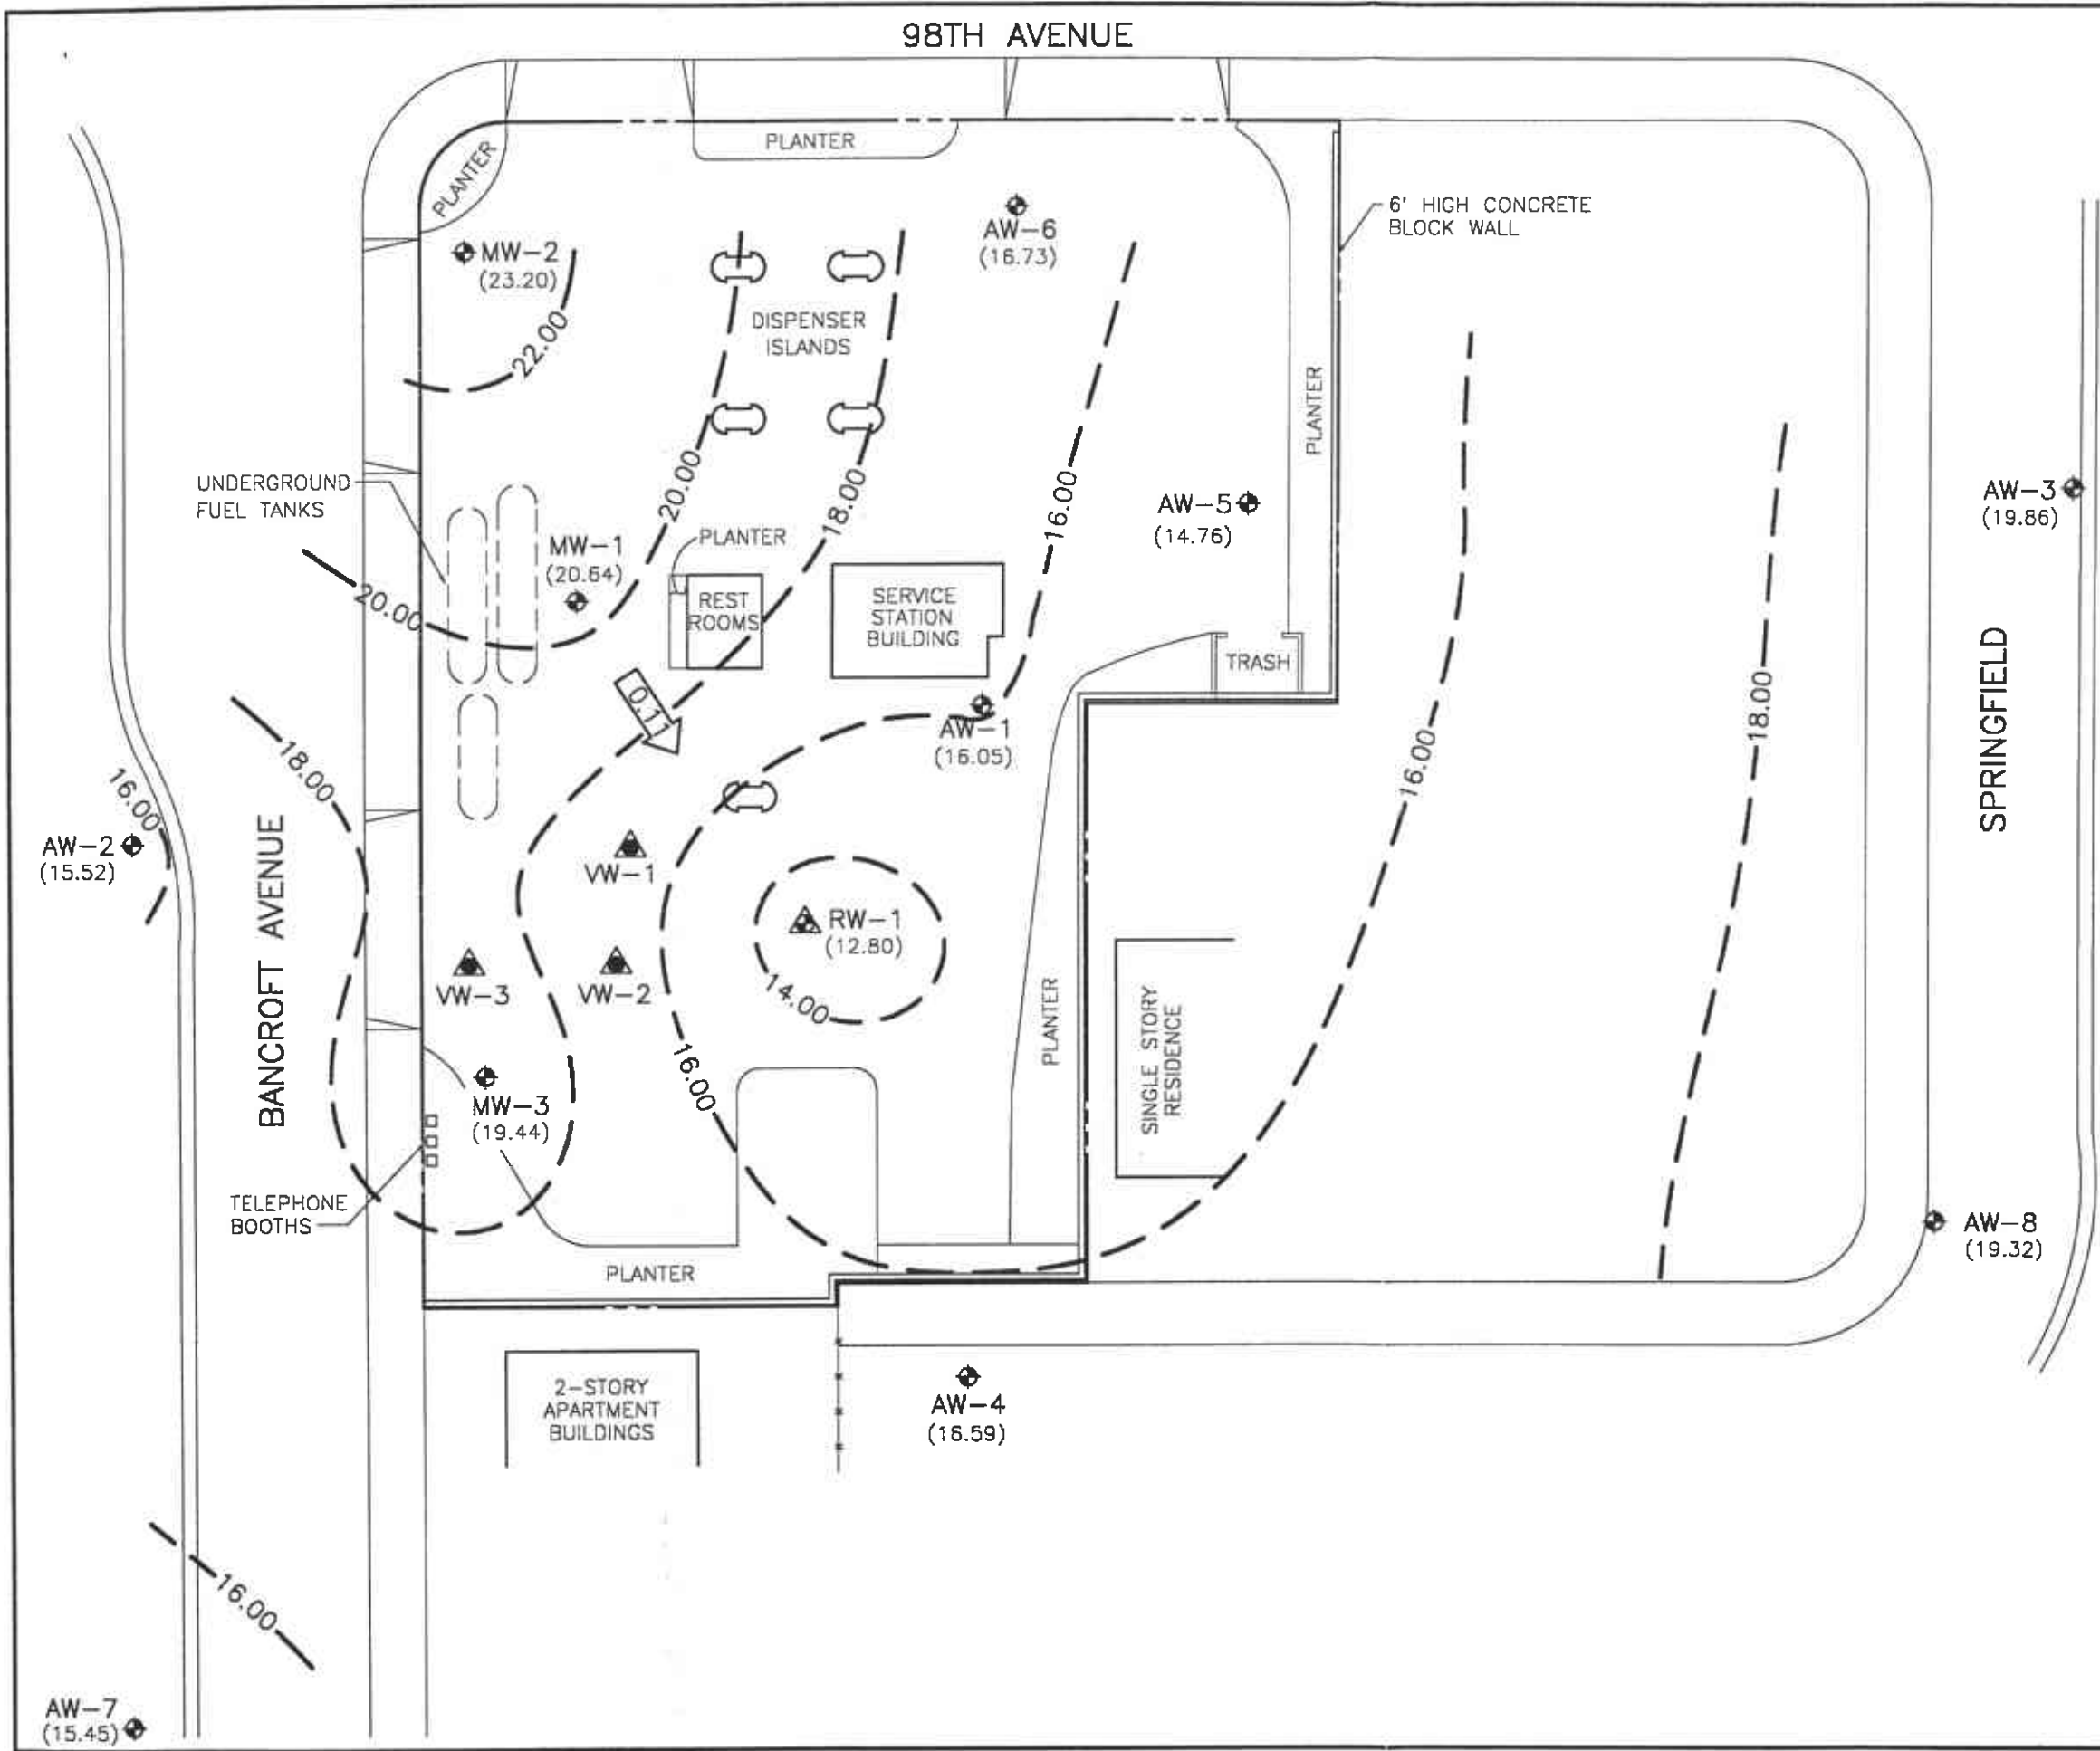 98TH AVENUE
PLANTER
PLANTER
6' HIGH CONCRETE
BLOCK WALL
AW-6
(16.73)
MW-2
(23.20)
22.00
DISPENSER
ISLANDS
PLANTER
UNDERGROUND
FUEL TANKS
20.00
18.00
16.00
AW-5
(14.76)
AW-3
(19.86)
MW-1
(20.64)
PLANTER
20.00
REST
ROOMS
SERVICE
STATION
BUILDING
TRASH
SPRINGFIELD
0.11
18.00
18.00
16.00
16.00
AW-1
(16.05)
AW-2
(15.52)
BANCROFT AVENUE
VW-1
RW-1
(12.80)
VW-3
VW-2
14.00
PLANTER
SINGLE STORY
RESIDENCE
16.00
MW-3
(19.44)
TELEPHONE
BOOTHS
AW-8
(19.32)
PLANTER
2-STORY
APARTMENT
BUILDINGS
AW-4
(16.59)
16.00
AW-7
(15.45)